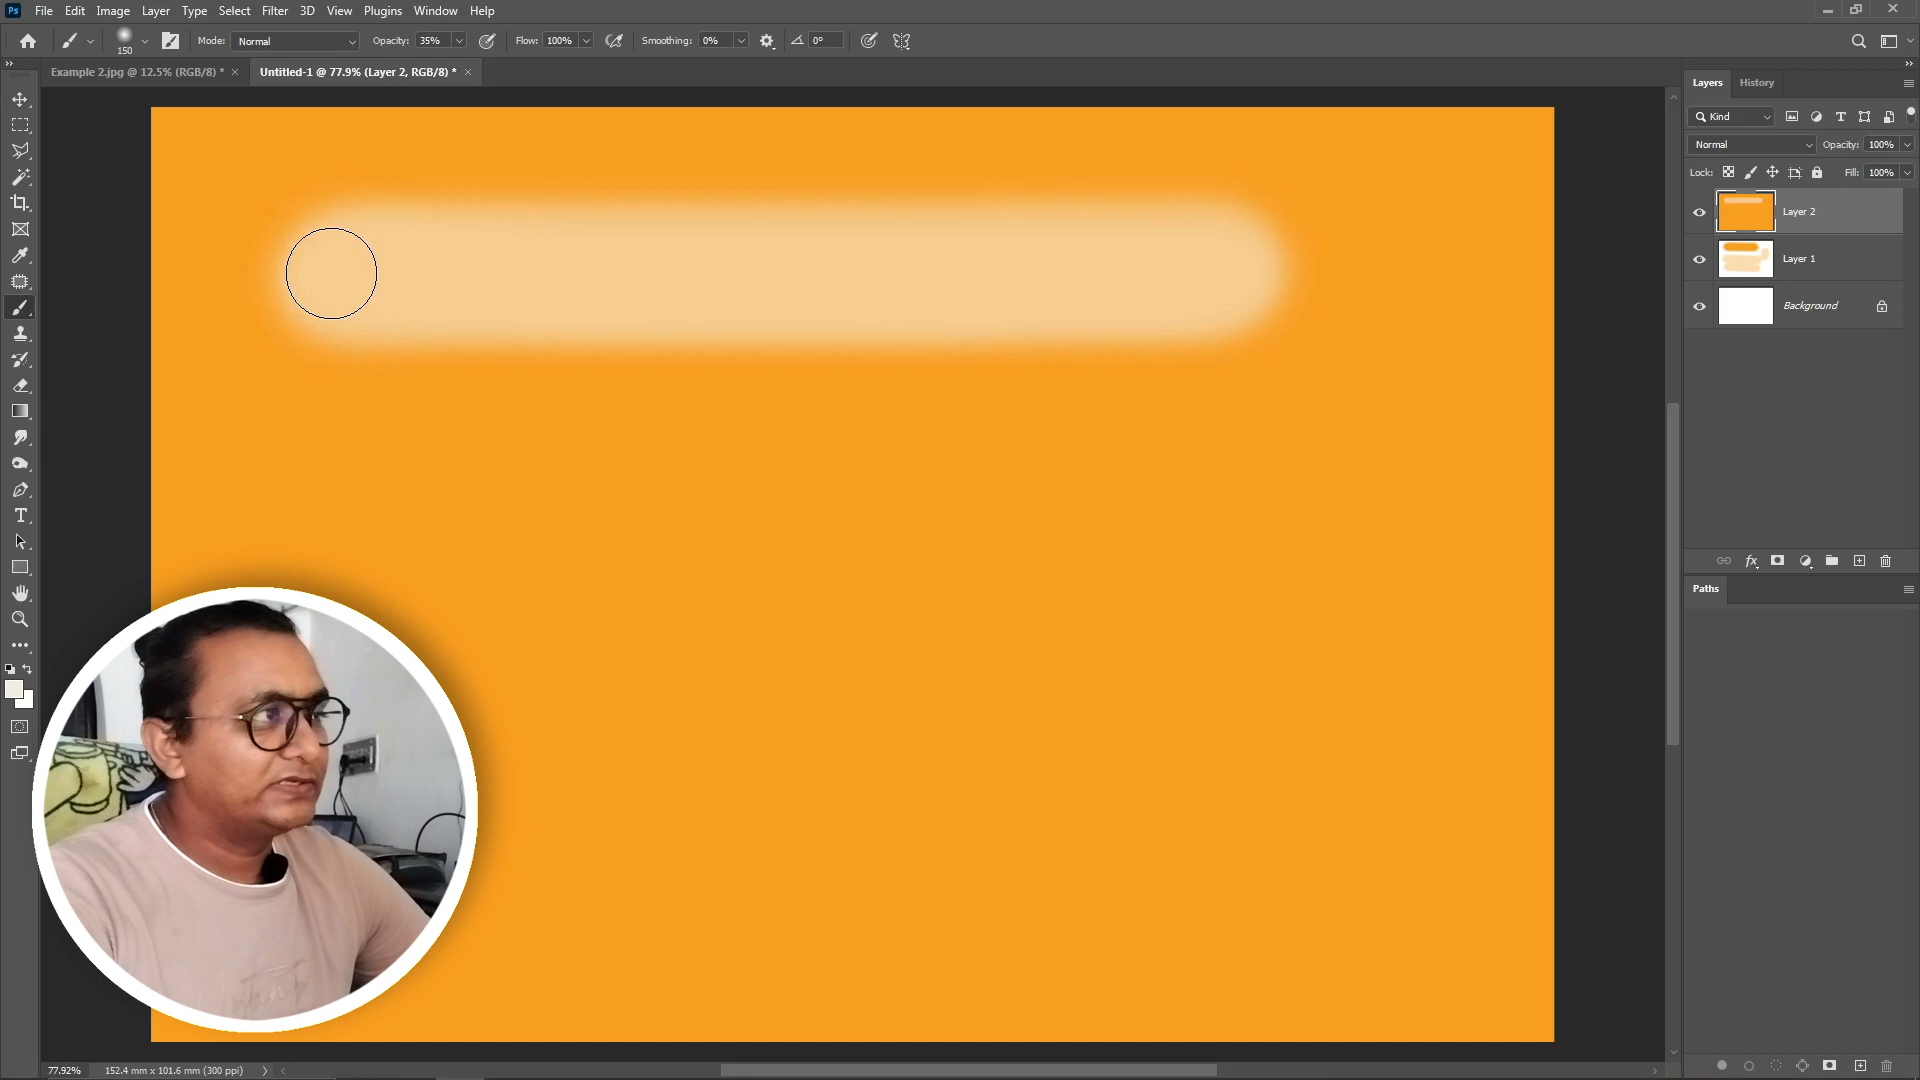 Ps File Edit Image Layer Type Select Filter 3D View Plugins Window Help
150 Mode: Normal Opacity: 35% Flow: 100% Smoothing: 0% 0°
Example 2.jpg @ 12.5% (RGB/8) * × Untitled-1 @ 77.9% (Layer 2, RGB/8) * ×
Layers History
Kind
Normal Opacity: 100%
Lock: Fill: 100%
Layer 2
Layer 1
Background
fx
Paths
77.92% 152.4 mm x 101.6 mm (300 ppi)